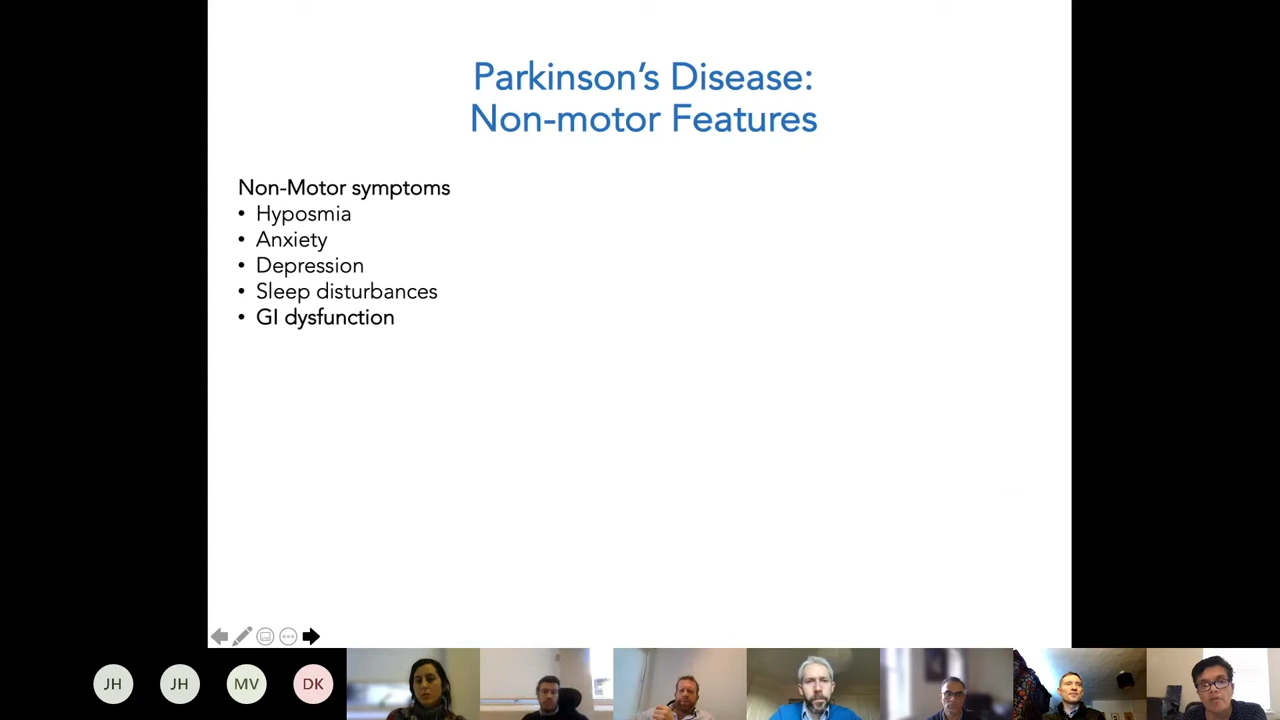 Parkinson’s Disease:
Non-motor Features
Non-Motor symptoms
• Hyposmia
• Anxiety
• Depression
• Sleep disturbances
• GI dysfunction
JH
JH
MV
DK